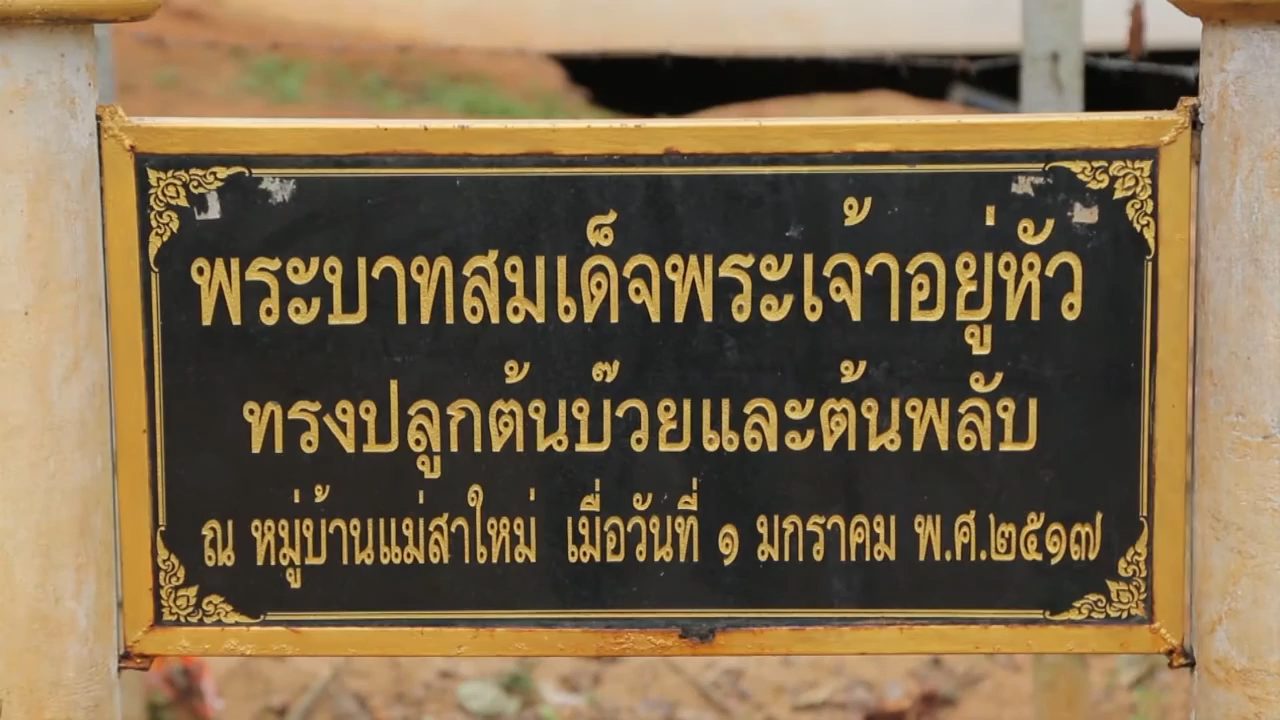 พระบาทสมเด็จพระเจ้าอยู่หัว
ทรงปลูกต้นบ๊วยและต้นพลับ
ณ หมู่บ้านแม่สาใหม่ เมื่อวันที่ ๑ มกราคม พ.ศ.๒๕๑๗